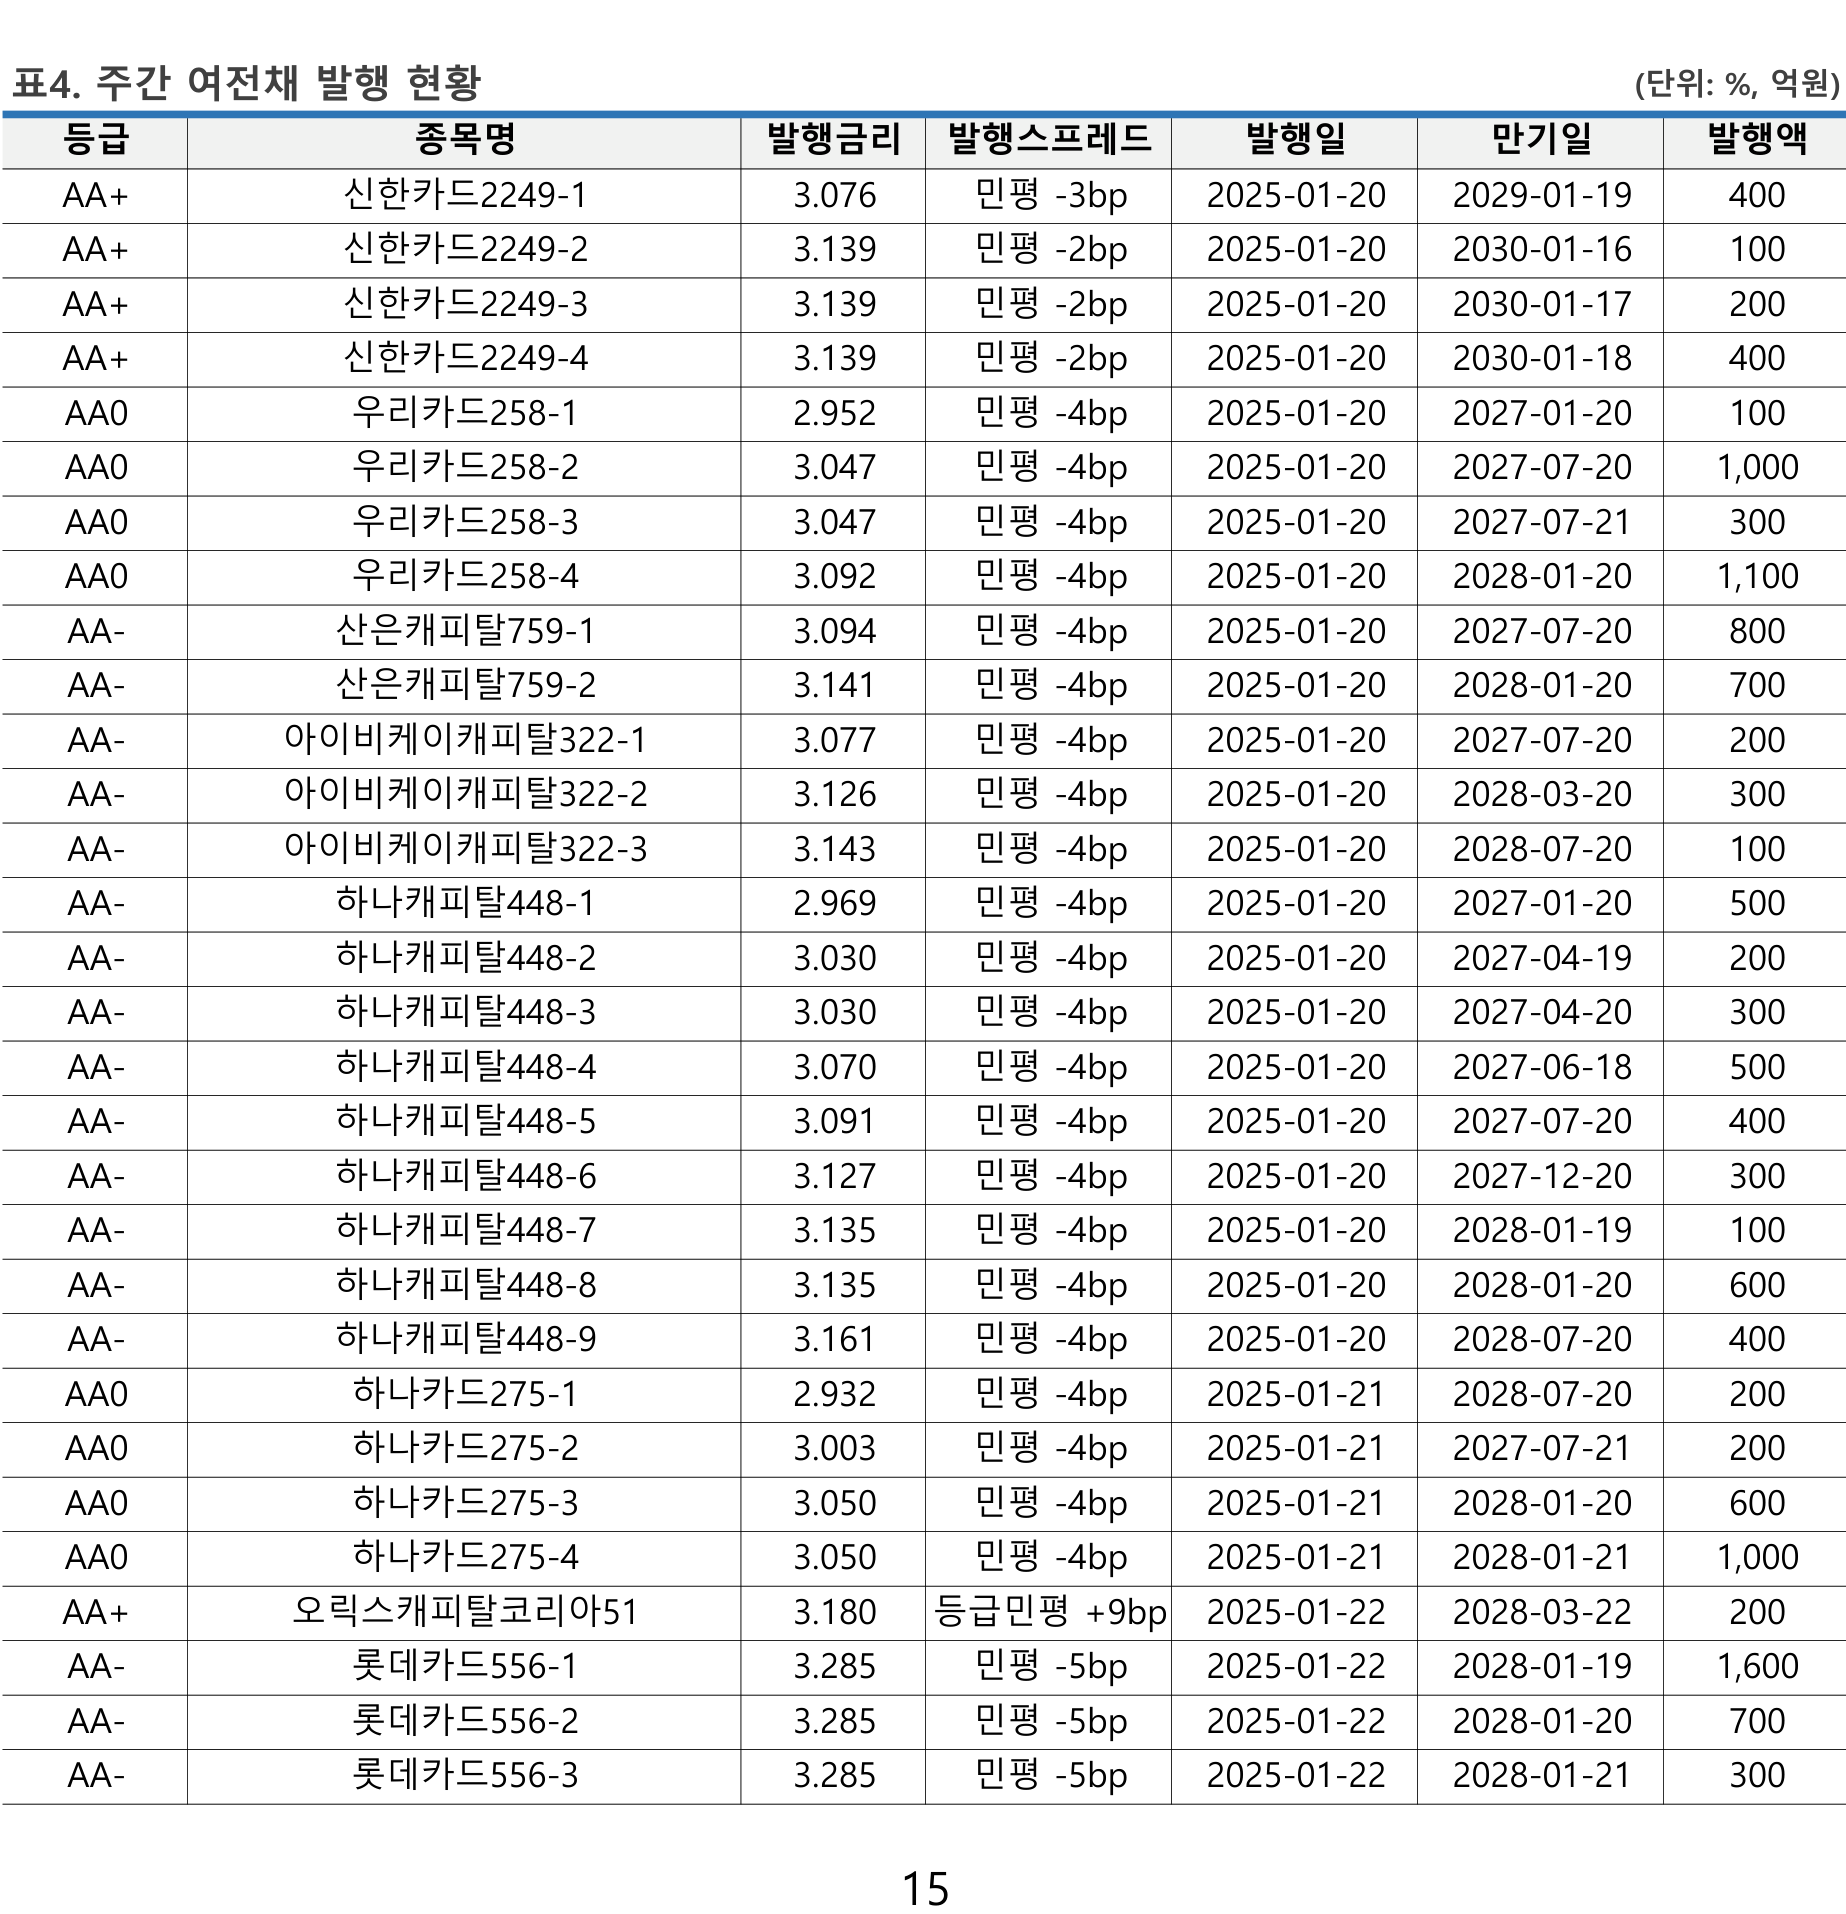 표4. 주간 여전채 발행 현황 (단위: %, 억원)
등급 종목명 발행금리 발행스프레드 발행일 만기일 발행액
AA+ 신한카드2249-1 3.076 민평 -3bp 2025-01-20 2029-01-19 400
AA+ 신한카드2249-2 3.139 민평 -2bp 2025-01-20 2030-01-16 100
AA+ 신한카드2249-3 3.139 민평 -2bp 2025-01-20 2030-01-17 200
AA+ 신한카드2249-4 3.139 민평 -2bp 2025-01-20 2030-01-18 400
AA0 우리카드258-1 2.952 민평 -4bp 2025-01-20 2027-01-20 100
AA0 우리카드258-2 3.047 민평 -4bp 2025-01-20 2027-07-20 1,000
AA0 우리카드258-3 3.047 민평 -4bp 2025-01-20 2027-07-21 300
AA0 우리카드258-4 3.092 민평 -4bp 2025-01-20 2028-01-20 1,100
AA- 산은캐피탈759-1 3.094 민평 -4bp 2025-01-20 2027-07-20 800
AA- 산은캐피탈759-2 3.141 민평 -4bp 2025-01-20 2028-01-20 700
AA- 아이비케이캐피탈322-1 3.077 민평 -4bp 2025-01-20 2027-07-20 200
AA- 아이비케이캐피탈322-2 3.126 민평 -4bp 2025-01-20 2028-03-20 300
AA- 아이비케이캐피탈322-3 3.143 민평 -4bp 2025-01-20 2028-07-20 100
AA- 하나캐피탈448-1 2.969 민평 -4bp 2025-01-20 2027-01-20 500
AA- 하나캐피탈448-2 3.030 민평 -4bp 2025-01-20 2027-04-19 200
AA- 하나캐피탈448-3 3.030 민평 -4bp 2025-01-20 2027-04-20 300
AA- 하나캐피탈448-4 3.070 민평 -4bp 2025-01-20 2027-06-18 500
AA- 하나캐피탈448-5 3.091 민평 -4bp 2025-01-20 2027-07-20 400
AA- 하나캐피탈448-6 3.127 민평 -4bp 2025-01-20 2027-12-20 300
AA- 하나캐피탈448-7 3.135 민평 -4bp 2025-01-20 2028-01-19 100
AA- 하나캐피탈448-8 3.135 민평 -4bp 2025-01-20 2028-01-20 600
AA- 하나캐피탈448-9 3.161 민평 -4bp 2025-01-20 2028-07-20 400
AA0 하나카드275-1 2.932 민평 -4bp 2025-01-21 2028-07-20 200
AA0 하나카드275-2 3.003 민평 -4bp 2025-01-21 2027-07-21 200
AA0 하나카드275-3 3.050 민평 -4bp 2025-01-21 2028-01-20 600
AA0 하나카드275-4 3.050 민평 -4bp 2025-01-21 2028-01-21 1,000
AA+ 오릭스캐피탈코리아51 3.180 등급민평 +9bp 2025-01-22 2028-03-22 200
AA- 롯데카드556-1 3.285 민평 -5bp 2025-01-22 2028-01-19 1,600
AA- 롯데카드556-2 3.285 민평 -5bp 2025-01-22 2028-01-20 700
AA- 롯데카드556-3 3.285 민평 -5bp 2025-01-22 2028-01-21 300
15